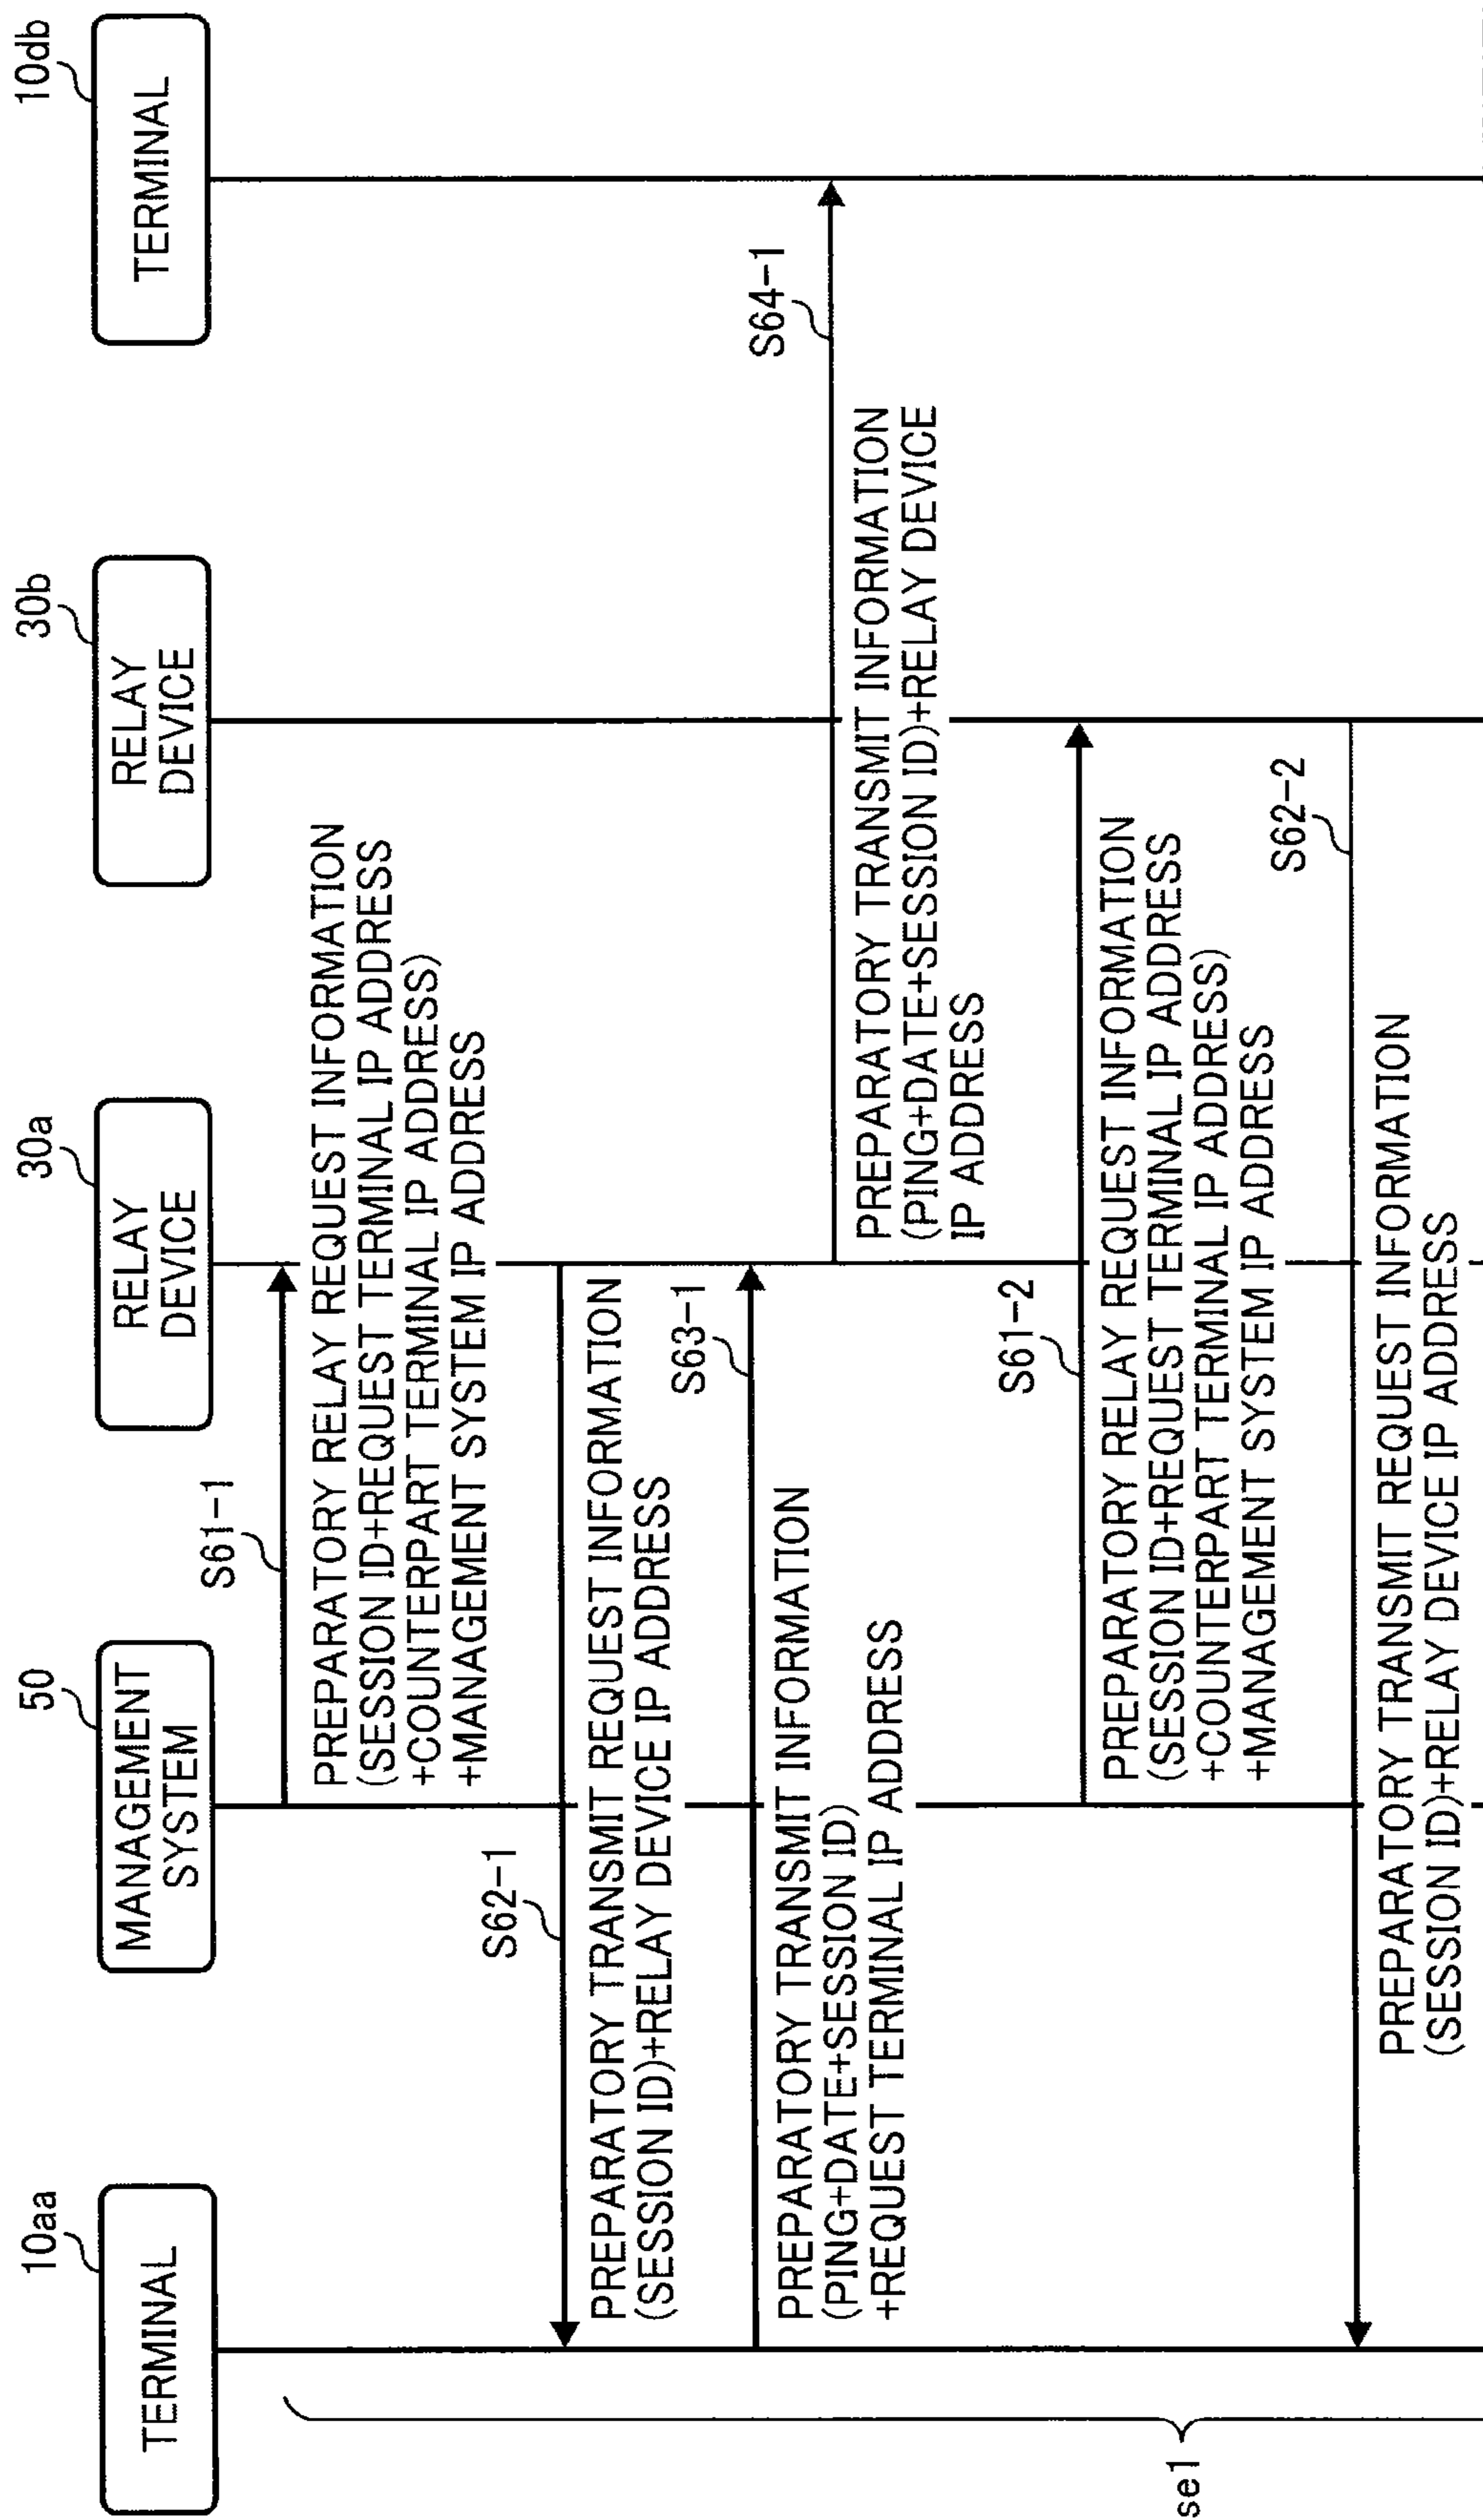 10aa
50
30a
30b
10db
TERMINAL
MANAGEMENT
SYSTEM
RELAY
DEVICE
RELAY
DEVICE
TERMINAL
S61-1
PREPARATORY RELAY REQUEST INFORMATION
(SESSION ID+REQUEST TERMINAL IP ADDRESS
+COUNTERPART TERMINAL IP ADDRESS)
+MANAGEMENT SYSTEM IP ADDRESS
S62-1
PREPARATORY TRANSMIT REQUEST INFORMATION
(SESSION ID)+RELAY DEVICE IP ADDRESS
S63-1
PREPARATORY TRANSMIT INFORMATION
(PING+DATE+SESSION ID)
+REQUEST TERMINAL IP ADDRESS
S64-1
PREPARATORY TRANSMIT INFORMATION
(PING+DATE+SESSION ID)+RELAY DEVICE
IP ADDRESS
S61-2
PREPARATORY RELAY REQUEST INFORMATION
(SESSION ID+REQUEST TERMINAL IP ADDRESS
+COUNTERPART TERMINAL IP ADDRESS)
+MANAGEMENT SYSTEM IP ADDRESS
se1
S62-2
PREPARATORY TRANSMIT REQUEST INFORMATION
(SESSION ID)+RELAY DEVICE IP ADDRESS